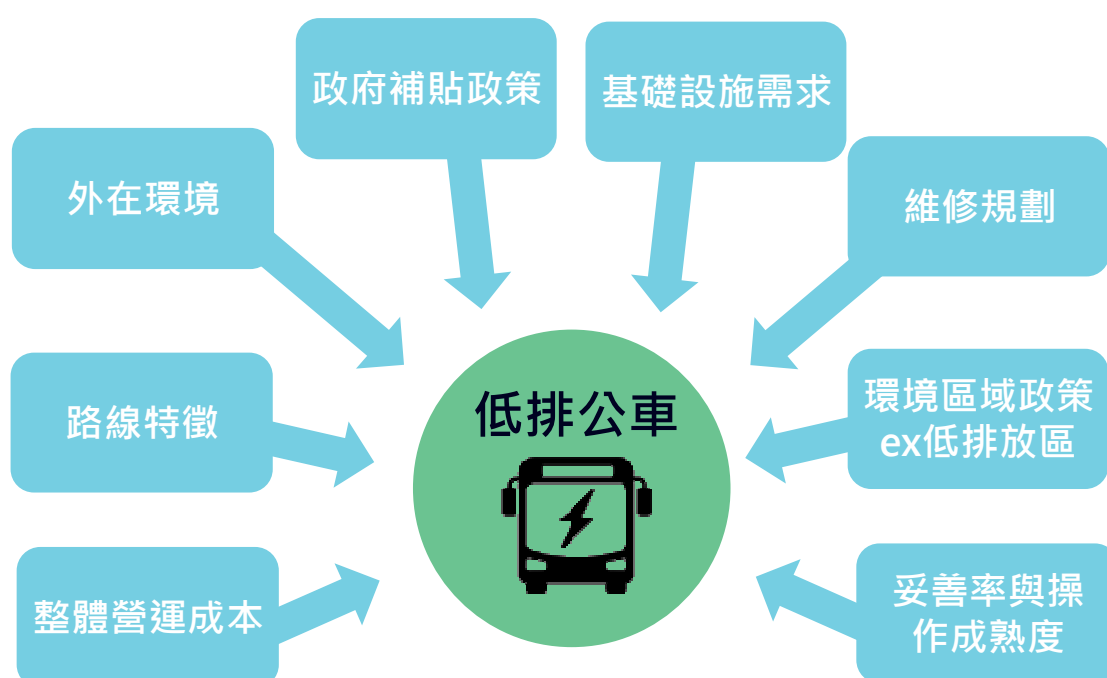 政府補貼政策
基礎設施需求
外在環境
維修規劃
低排公車
路線特徵
環境區域政策
ex低排放區
整體營運成本
妥善率與操
作成熟度